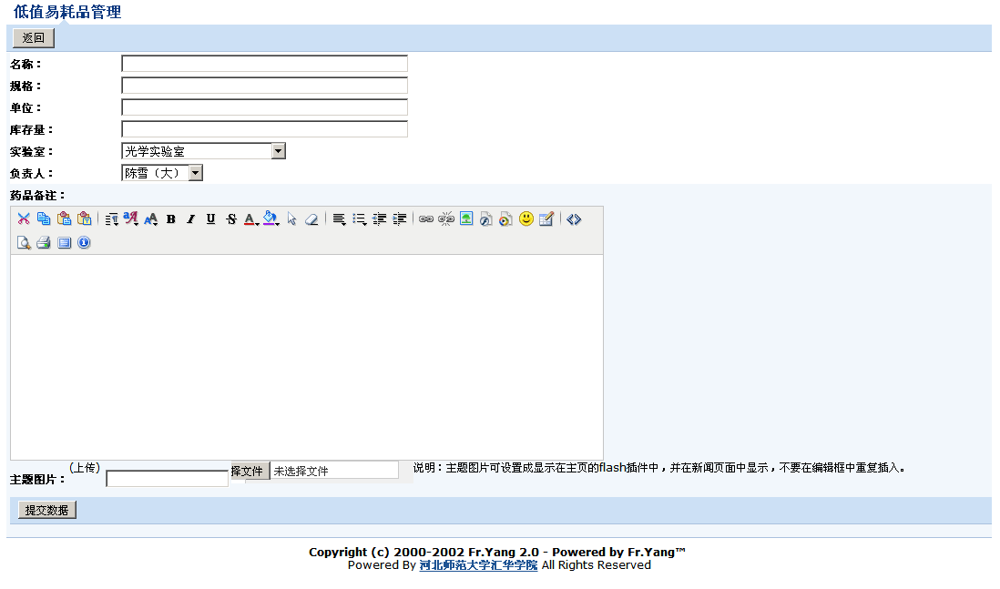 低值易耗品管理
返回
名称：
规格：
单位：
库存量：
实验室： 光学实验室
负责人： 陈雪（大）
药品备注：
主题图片： （上传） 择文件 未选择文件 说明：主题图片可设置成显示在主页的flash插件中，并在新闻页面中显示，不要在编辑框中重复插入。
提交数据
Copyright (c) 2000-2002 Fr.Yang 2.0 - Powered by Fr.Yang™
Powered By 河北师范大学汇华学院 All Rights Reserved